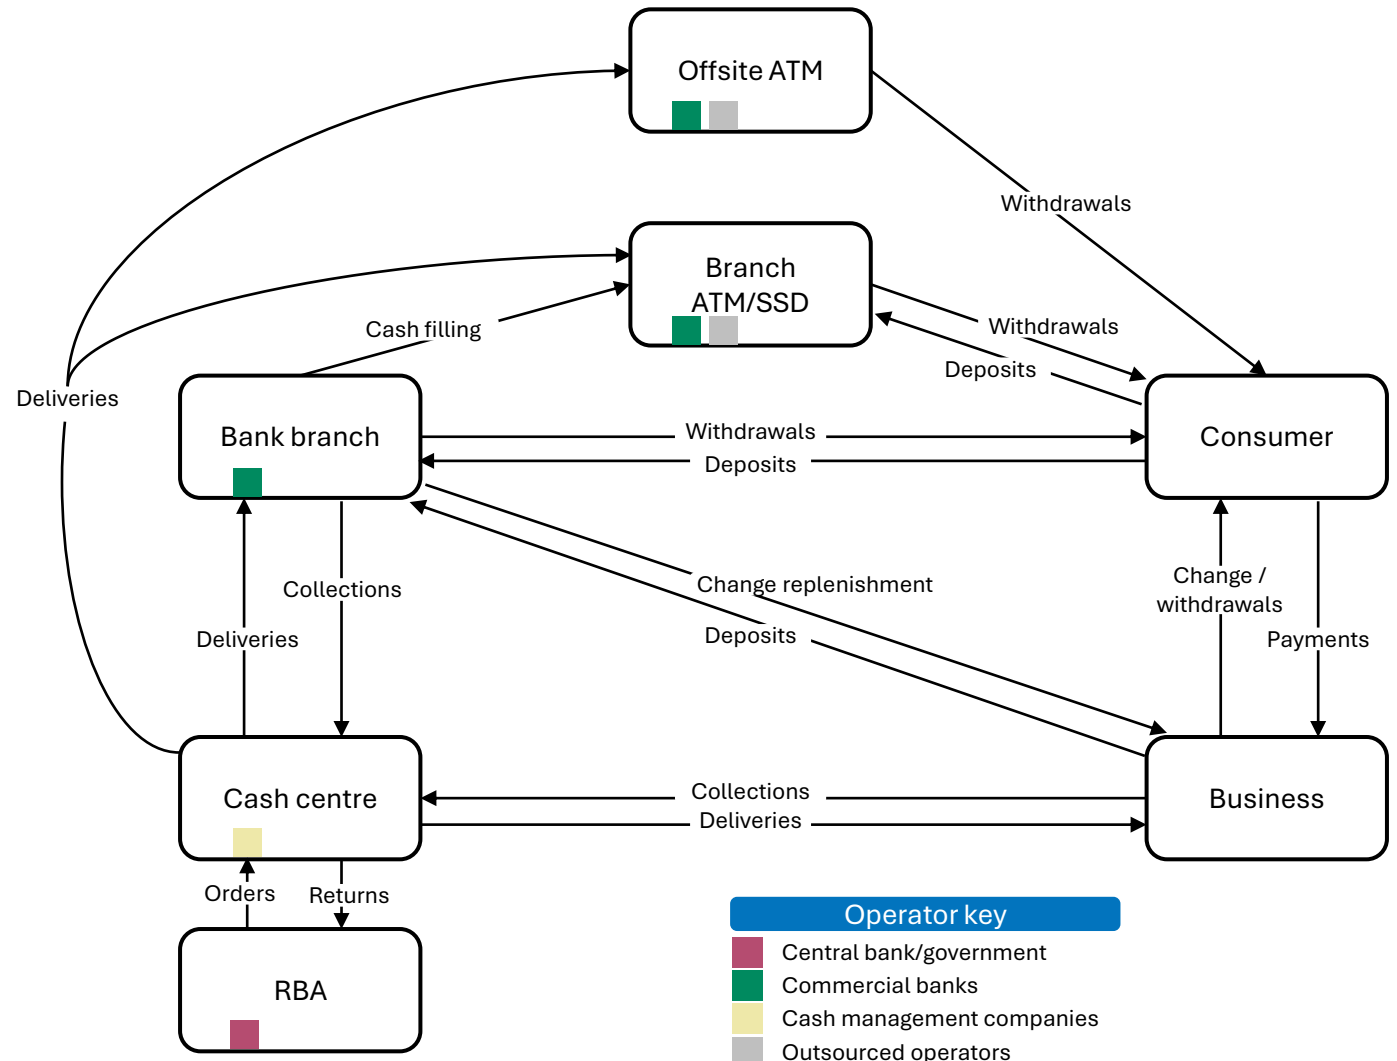 Offsite ATM
Withdrawals
Branch
ATM/SSD
Cash filling
Withdrawals
Deposits
Deliveries
Bank branch
Withdrawals
Deposits
Consumer
Collections
Change replenishment
Change /
withdrawals
Deliveries
Deposits
Payments
Cash centre
Collections
Deliveries
Business
Orders
Returns
RBA
Operator key
Central bank/government
Commercial banks
Cash management companies
Outsourced operators